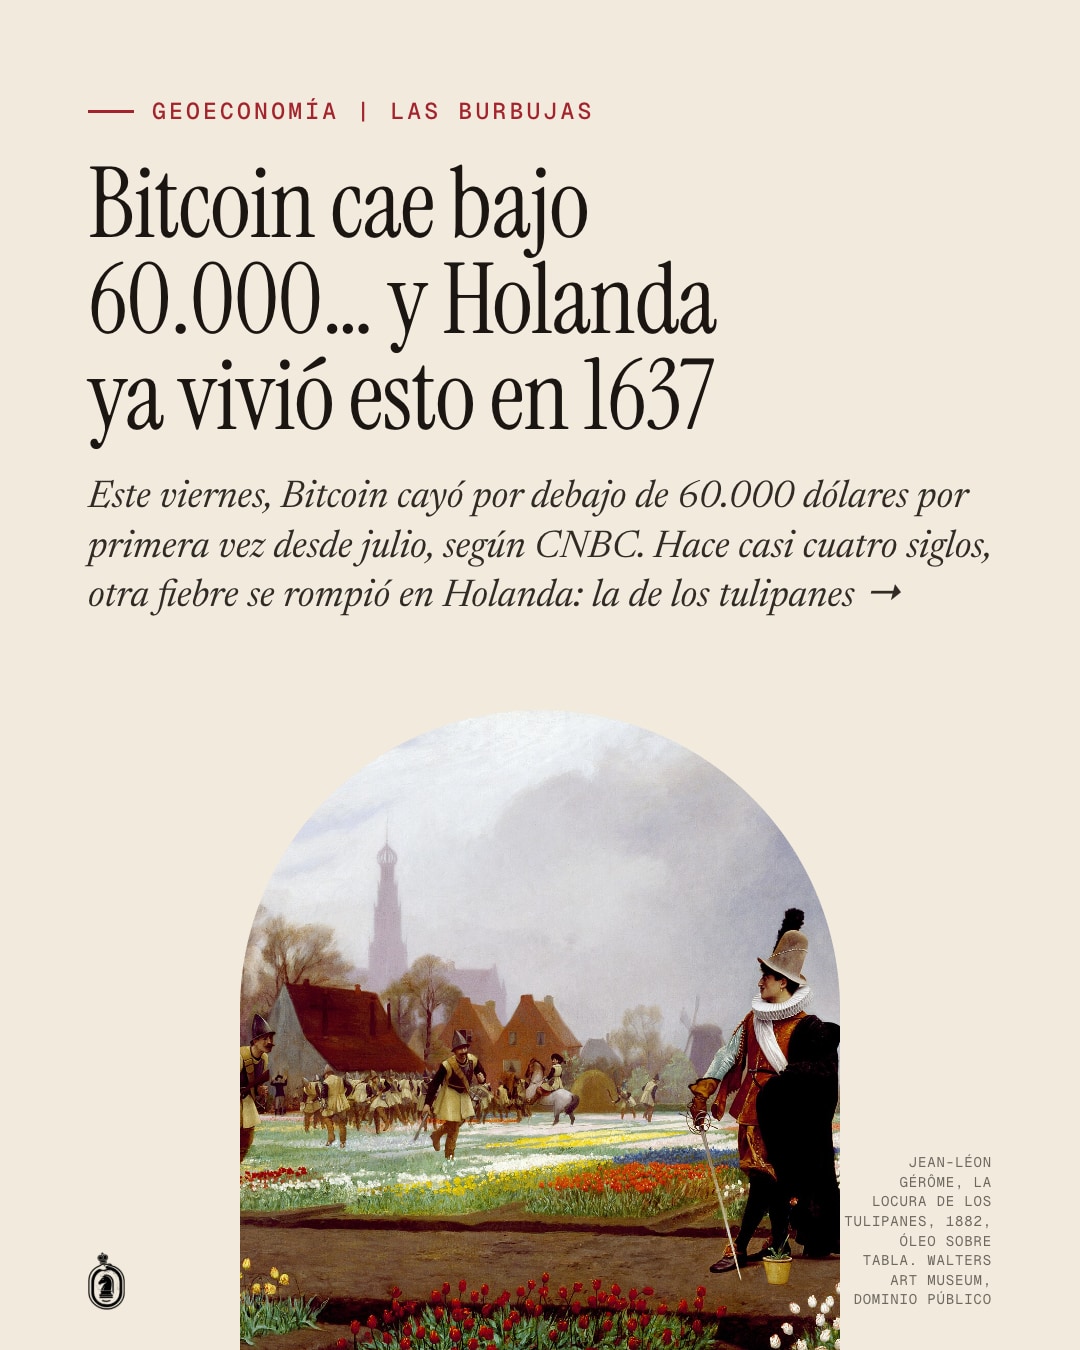 GEOECONOMÍA | LAS BURBUJAS
Bitcoin cae bajo
60.000... y Holanda
ya vivió esto en 1637
Este viernes, Bitcoin cayó por debajo de 60.000 dólares por
primera vez desde julio, según CNBC. Hace casi cuatro siglos,
otra fiebre se rompió en Holanda: la de los tulipanes →
JEAN-LÉON
GÉRÔME, LA
LOCURA DE LOS
TULIPANES, 1882,
ÓLEO SOBRE
TABLA. WALTERS
ART MUSEUM,
DOMINIO PÚBLICO